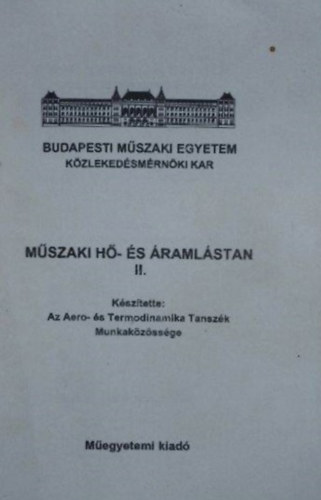 BUDAPESTI MŰSZAKI EGYETEM
KÖZLEKEDÉSMÉRNÖKI KAR
MŰSZAKI HŐ- ÉS ÁRAMLÁSTAN
II.
Készítette:
Az Aero- és Termodinamika Tanszék
Munkaközössége
Műegyetemi kiadó